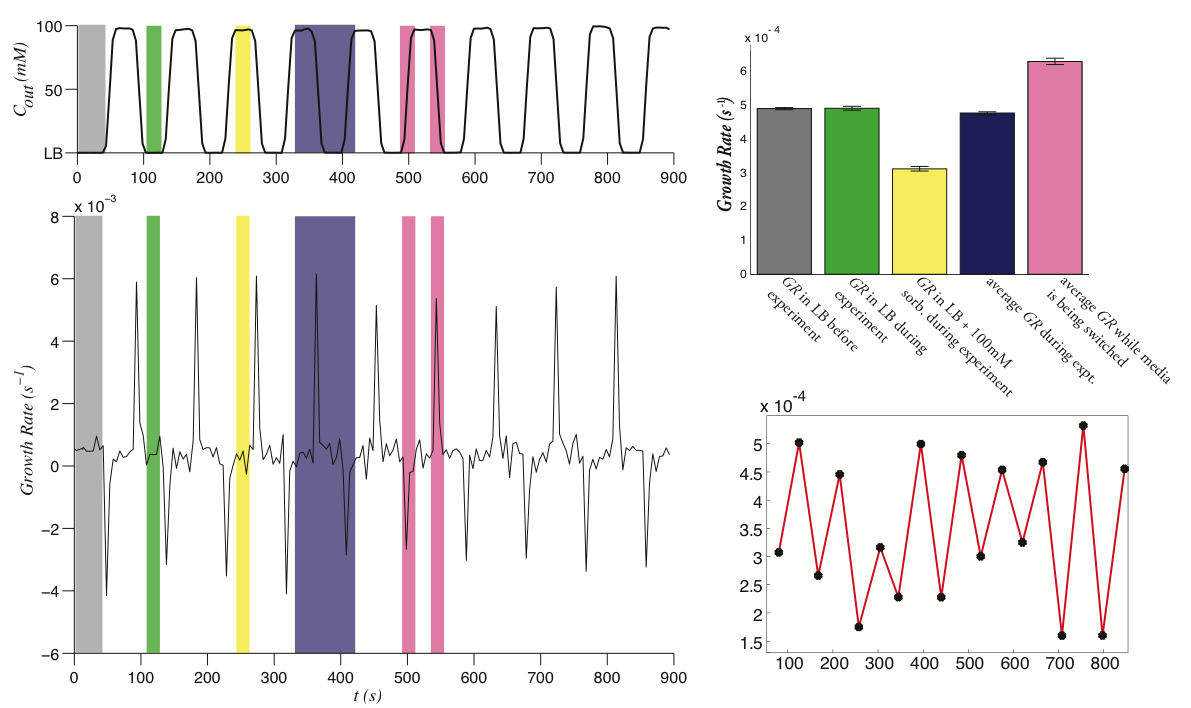 100
50
LB
C_out (mM)
0 100 200 300 400 500 600 700 800 900
x 10^-3
8
6
4
2
0
−2
−4
−6
Growth Rate (s^−1)
0 100 200 300 400 500 600 700 800 900
t (s)
x 10^-4
6
5
4
3
2
1
0
Growth Rate (s^-1)
GR in LB before
experiment
GR in LB during
experiment
GR in LB + 100mM
sorb. during experiment
average GR during expt.
average GR while media
is being switched
x 10^-4
5
4.5
4
3.5
3
2.5
2
1.5
100 200 300 400 500 600 700 800